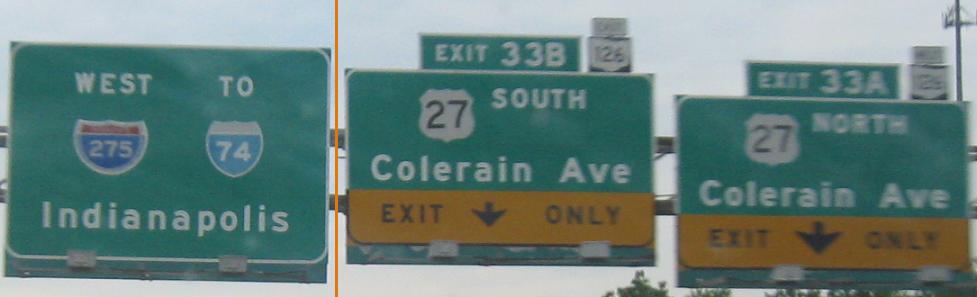 WEST TO
275 74
Indianapolis
EXIT 33B
126
27 SOUTH
Colerain Ave
EXIT ONLY
EXIT 33A
126
27 NORTH
Colerain Ave
EXIT ONLY